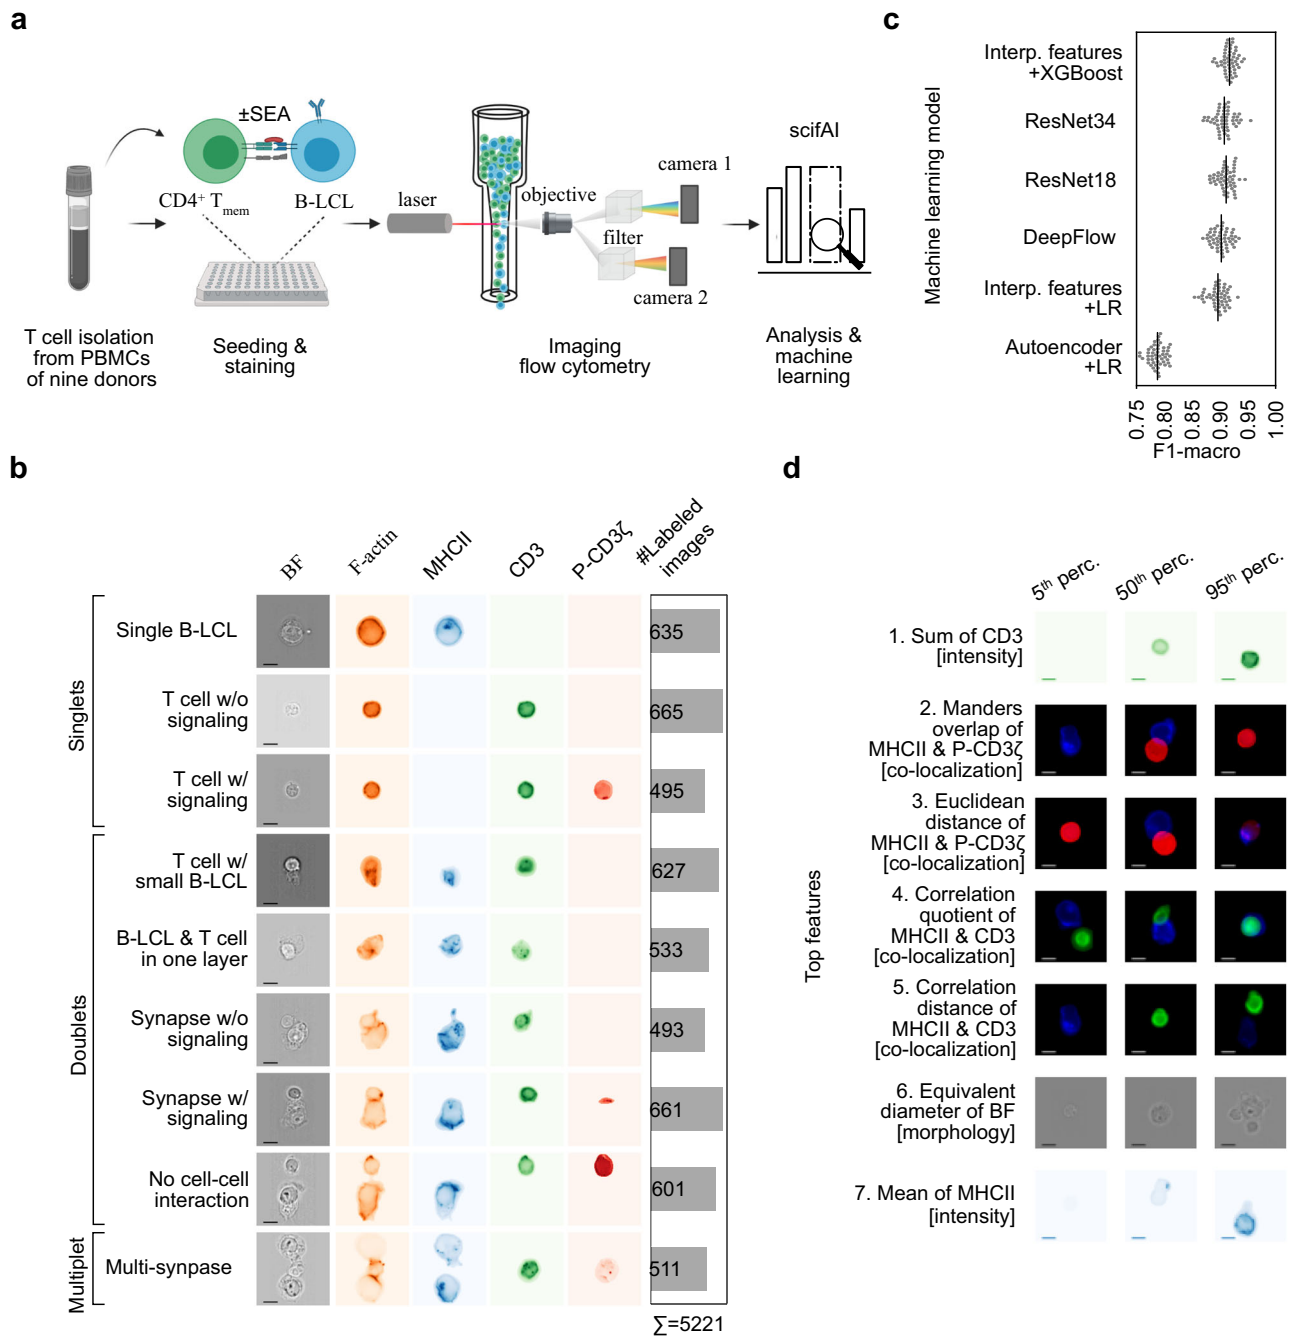 a
±SEA
CD4⁺ Tmem
B-LCL
T cell isolation
from PBMCs
of nine donors
Seeding &
staining
laser
objective
filter
camera 1
camera 2
Imaging
flow cytometry
scifAI
Analysis &
machine
learning
c
Machine learning model
Interp. features
+XGBoost
ResNet34
ResNet18
DeepFlow
Interp. features
+LR
Autoencoder
+LR
0.75
0.80
0.85
0.90
0.95
1.00
F1-macro
b
BF
F-actin
MHCII
CD3
P-CD3ζ
#Labeled
images
Singlets
Single B-LCL
635
T cell w/o
signaling
665
T cell w/
signaling
495
Doublets
T cell w/
small B-LCL
627
B-LCL & T cell
in one layer
533
Synapse w/o
signaling
493
Synapse w/
signaling
661
No cell-cell
interaction
601
Multiplet
Multi-synpase
511
∑=5221
d
5th perc.
50th perc.
95th perc.
Top features
1. Sum of CD3
[intensity]
2. Manders
overlap of
MHCII & P-CD3ζ
[co-localization]
3. Euclidean
distance of
MHCII & P-CD3ζ
[co-localization]
4. Correlation
quotient of
MHCII & CD3
[co-localization]
5. Correlation
distance of
MHCII & CD3
[co-localization]
6. Equivalent
diameter of BF
[morphology]
7. Mean of MHCII
[intensity]